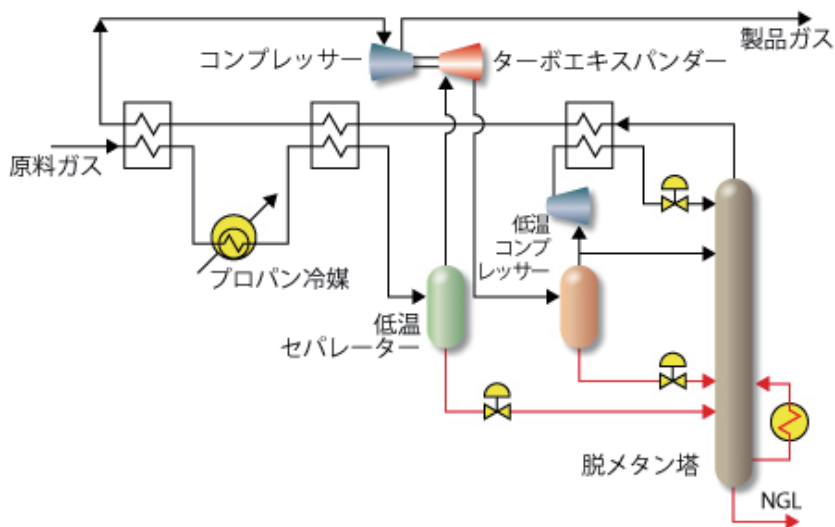 製品ガス
コンプレッサー
ターボエキスパンダー
原料ガス
プロパン冷媒
低温
コンプ
レッサー
低温
セパレーター
脱メタン塔
NGL